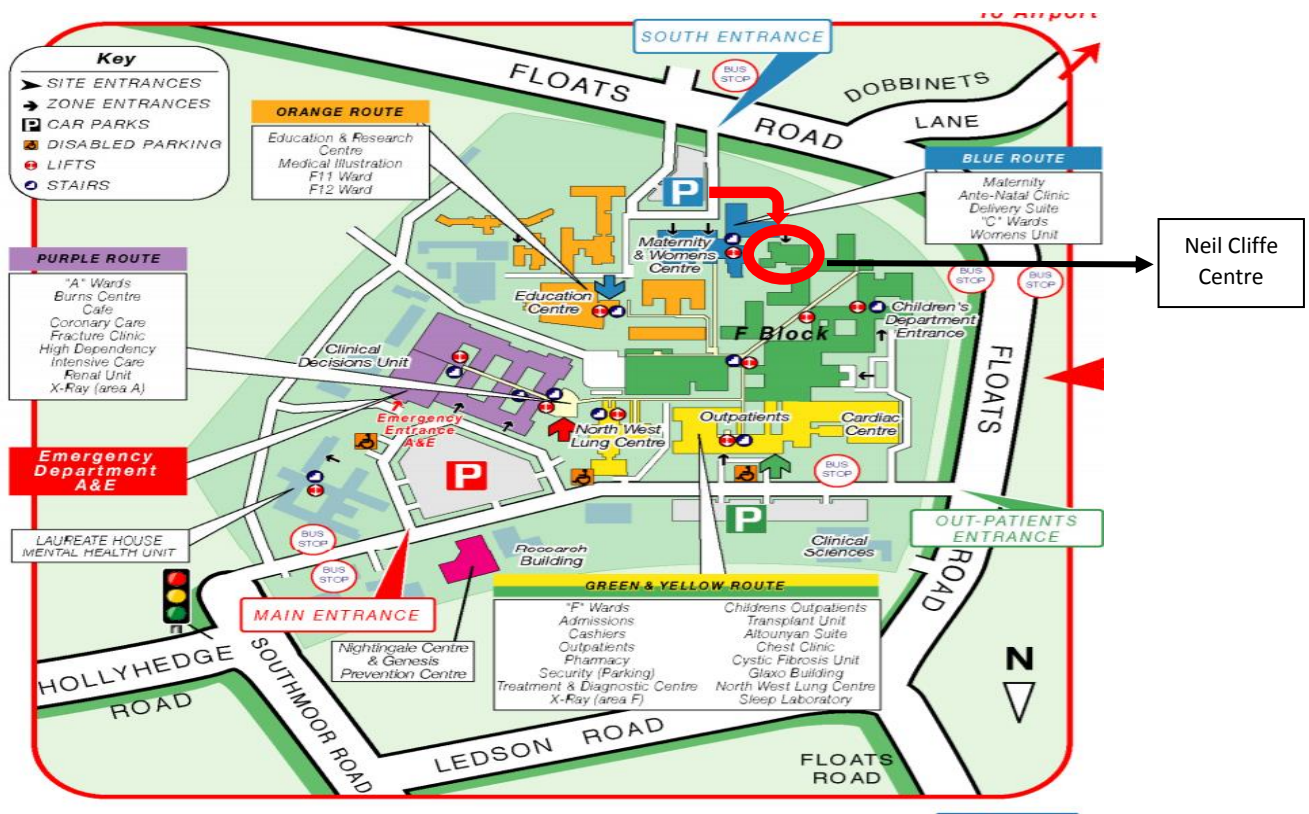 To Airport
SOUTH ENTRANCE
Key
SITE ENTRANCES
ZONE ENTRANCES
P CAR PARKS
DISABLED PARKING
LIFTS
STAIRS
FLOATS
ROAD
BUS
STOP
DOBBINETS
LANE
ORANGE ROUTE
Education & Research
Centre
Medical Illustration
F11 Ward
F12 Ward
BLUE ROUTE
Maternity
Ante-Natal Clinic
Delivery Suite
"C" Wards
Womens Unit
P
Maternity
& Womens
Centre
Neil Cliffe
Centre
PURPLE ROUTE
"A" Wards
Burns Centre
Cafe
Coronary Care
Fracture Clinic
High Dependency
Intensive Care
Renal Unit
X-Ray (area A)
BUS
STOP
BUS
STOP
Education
Centre
Children's
Department
Entrance
F Block
Clinical
Decisions Unit
FLOATS
ROAD
Emergency
Entrance
A&E
North West
Lung Centre
Outpatients
Cardiac
Centre
Emergency
Department
A&E
P
BUS
STOP
P
OUT-PATIENTS
ENTRANCE
LAUREATE HOUSE
MENTAL HEALTH UNIT
BUS
STOP
BUS
STOP
Research
Building
Clinical
Sciences
MAIN ENTRANCE
GREEN & YELLOW ROUTE
"F" Wards
Admissions
Cashiers
Outpatients
Pharmacy
Security (Parking)
Treatment & Diagnostic Centre
X-Ray (area F)
Childrens Outpatients
Transplant Unit
Altounyan Suite
Chest Clinic
Cystic Fibrosis Unit
Glaxo Building
North West Lung Centre
Sleep Laboratory
Nightingale Centre
& Genesis
Prevention Centre
HOLLYHEDGE
ROAD
SOUTHMOOR ROAD
LEDSON ROAD
FLOATS
ROAD
N